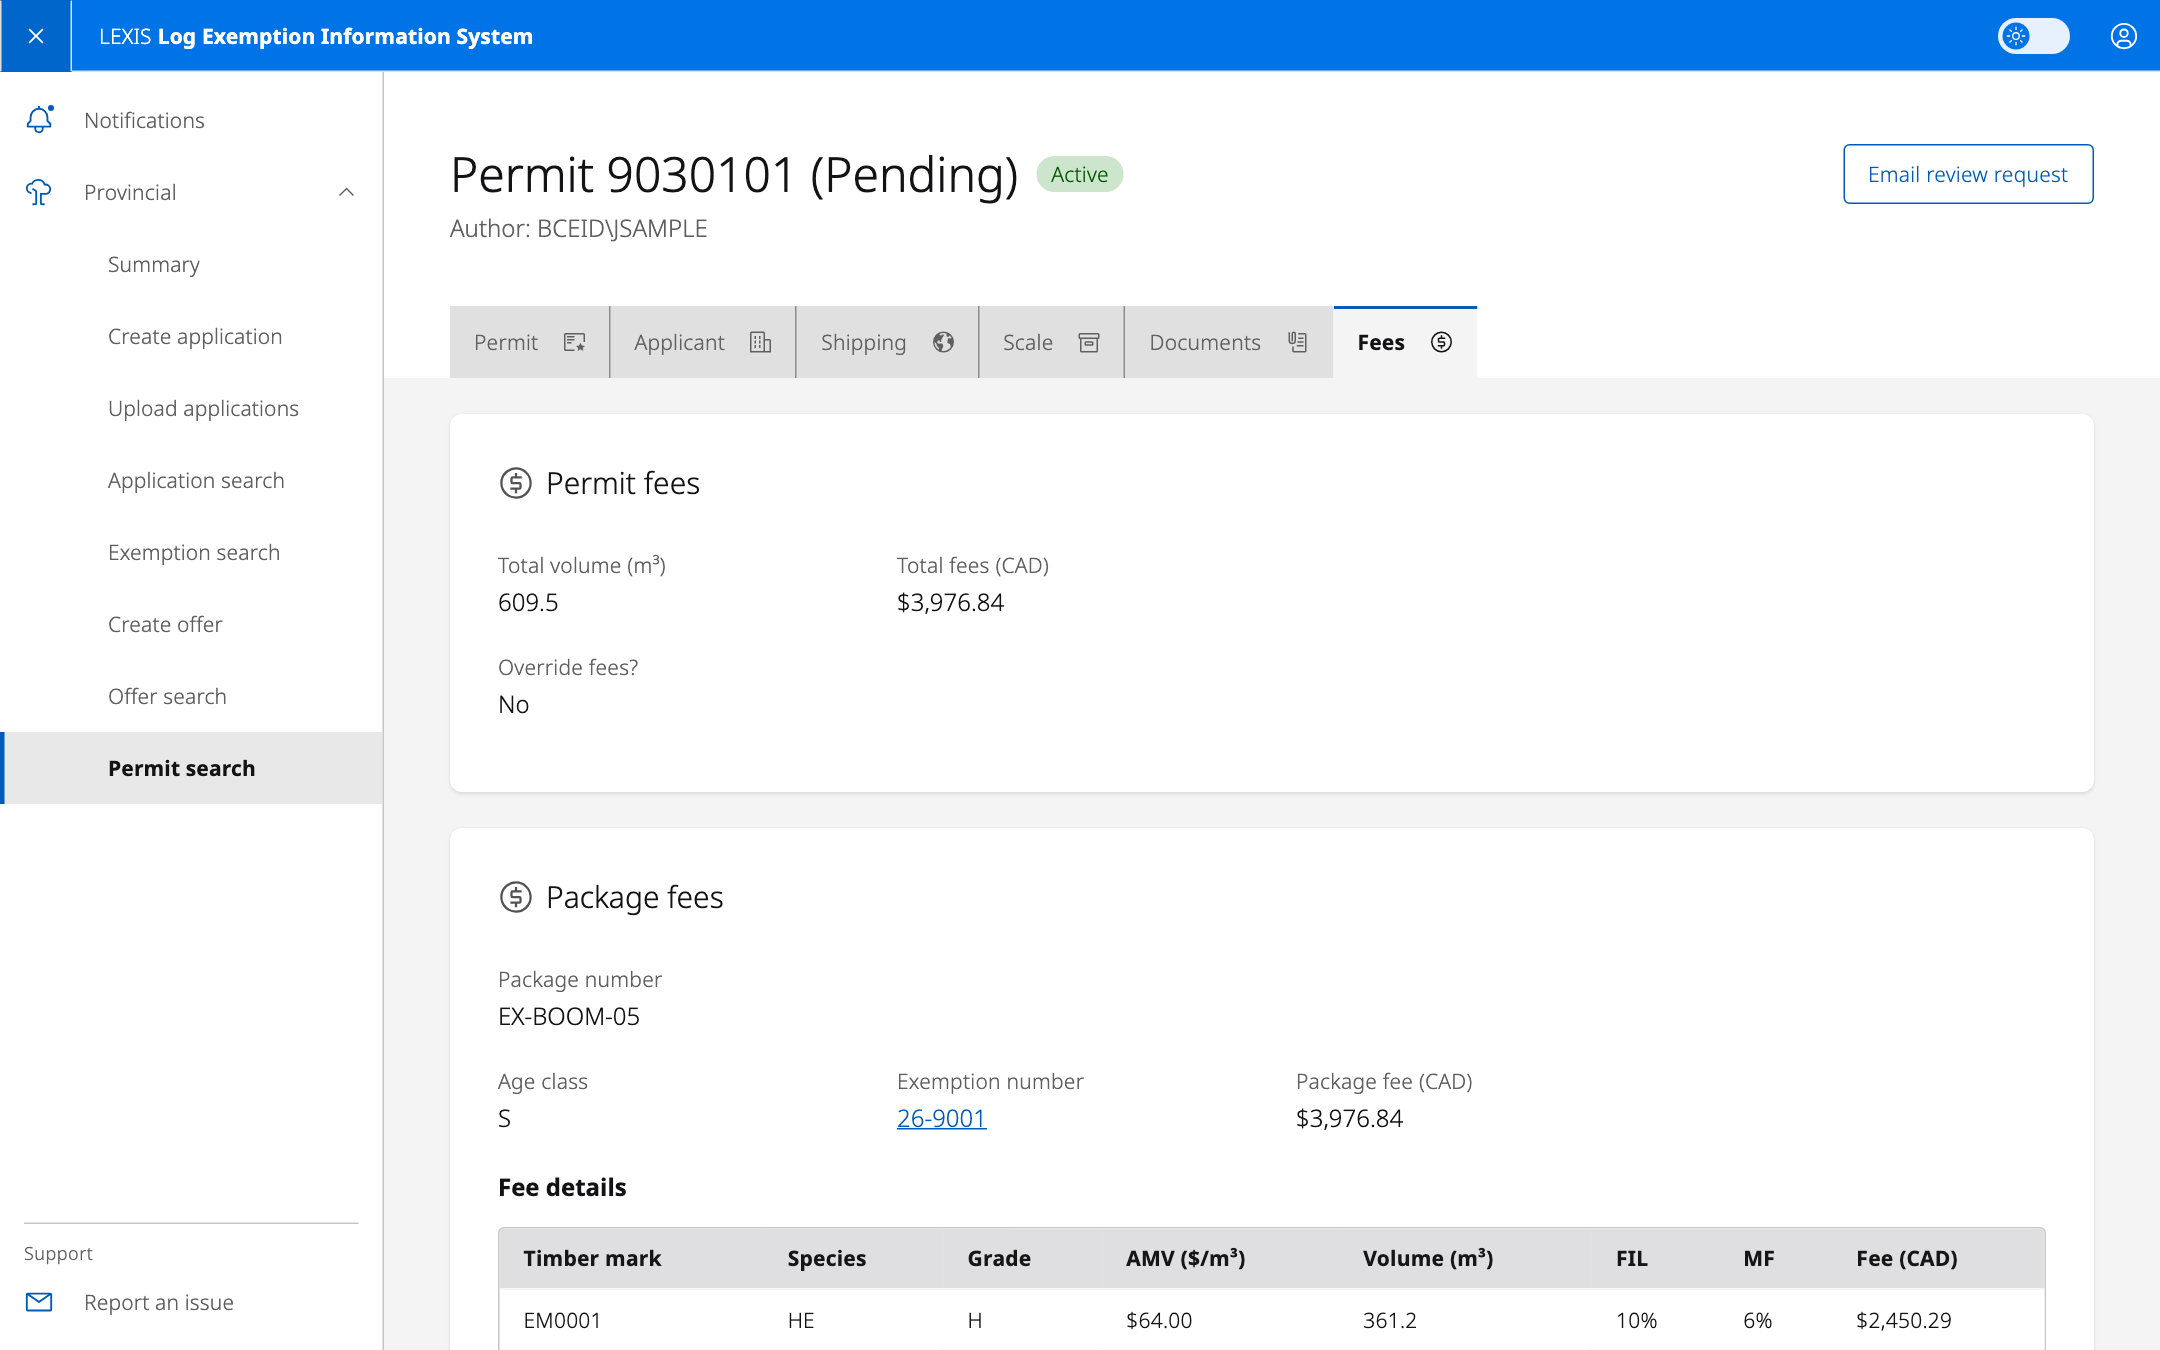 LEXIS Log Exemption Information System
Notifications
Provincial
Summary
Create application
Upload applications
Application search
Exemption search
Create offer
Offer search
Permit search
Support
Report an issue
Permit 9030101 (Pending) Active
Author: BCEID\JSAMPLE
Email review request
Permit Applicant Shipping Scale Documents Fees
Permit fees
Total volume (m³) Total fees (CAD)
609.5 $3,976.84
Override fees?
No
Package fees
Package number
EX-BOOM-05
Age class Exemption number Package fee (CAD)
S 26-9001 $3,976.84
Fee details
Timber mark Species Grade AMV ($/m³) Volume (m³) FIL MF Fee (CAD)
EM0001 HE H $64.00 361.2 10% 6% $2,450.29